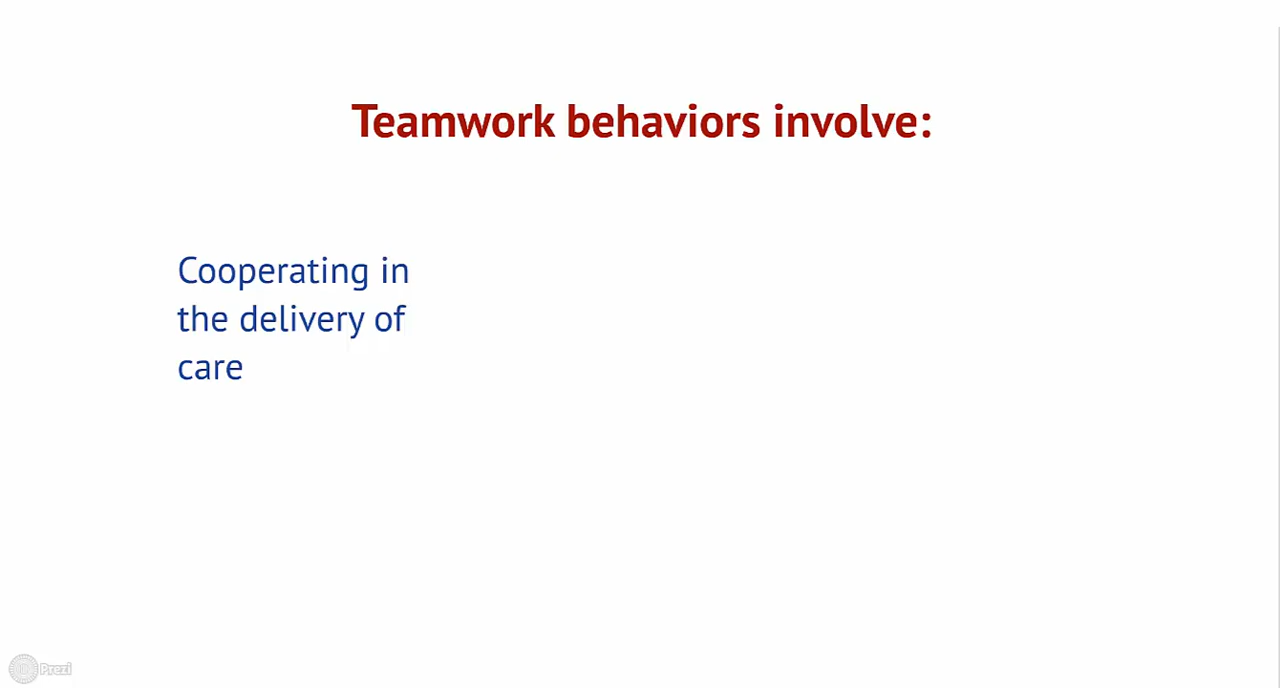 Teamwork behaviors involve:
Cooperating in
the delivery of
care
Prezi